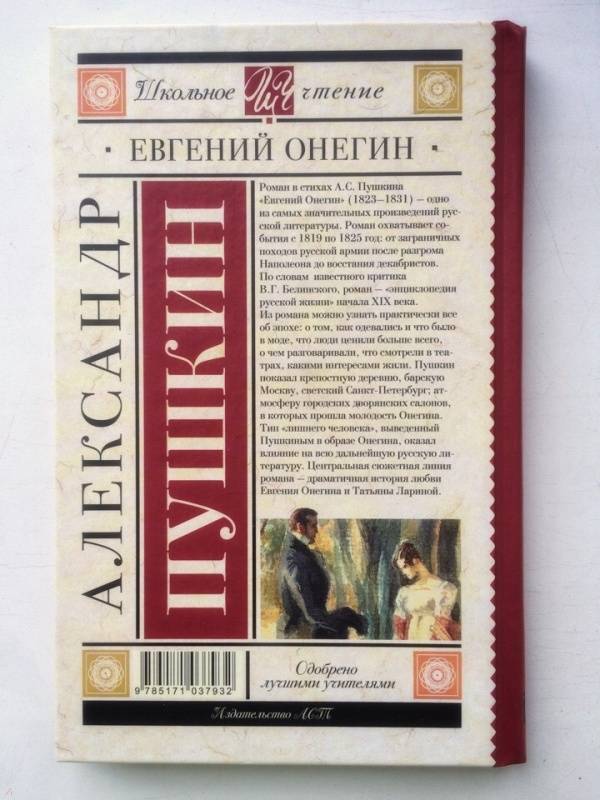 Школьное ШЧ чтение
· ЕВГЕНИЙ ОНЕГИН ·
АЛЕКСАНДР
ПУШКИН
Роман в стихах А.С. Пушкина
«Евгений Онегин» (1823—1831) — одно
из самых значительных произведений рус-
ской литературы. Роман охватывает со-
бытия с 1819 по 1825 год: от заграничных
походов русской армии после разгрома
Наполеона до восстания декабристов.
По словам известного критика
В.Г. Белинского, роман — «энциклопедия
русской жизни» начала XIX века.
Из романа можно узнать практически все
об эпохе: о том, как одевались и что было
в моде, что люди ценили больше всего,
о чем разговаривали, что смотрели в теа-
трах, какими интересами жили. Пушкин
показал крепостную деревню, барскую
Москву, светский Санкт-Петербург; ат-
мосферу городских дворянских салонов,
в которых прошла молодость Онегина.
Тип «лишнего человека», выведенный
Пушкиным в образе Онегина, оказал
влияние на всю дальнейшую русскую ли-
тературу. Центральная сюжетная линия
романа — драматичная история любви
Евгения Онегина и Татьяны Лариной.
9 785171 037932
Одобрено
лучшими учителями
Издательство АСТ